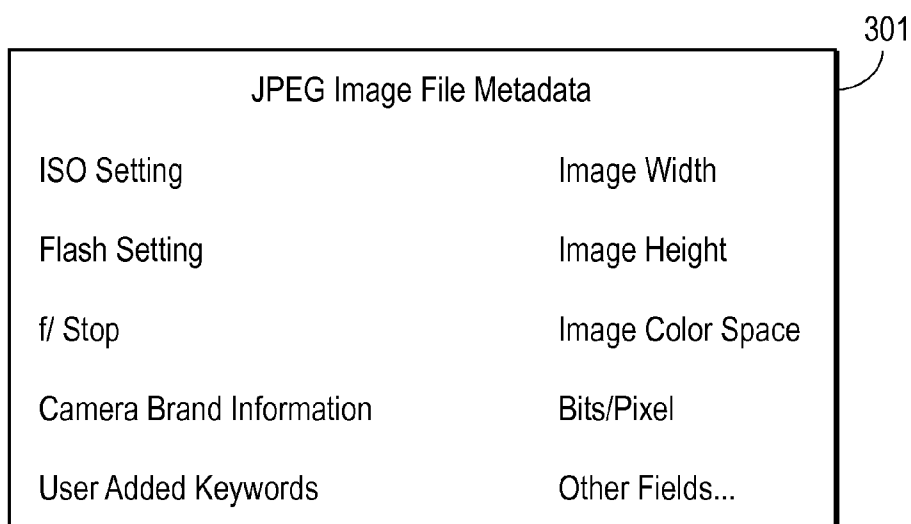 301
JPEG Image File Metadata
ISO Setting Image Width
Flash Setting Image Height
f/ Stop Image Color Space
Camera Brand Information Bits/Pixel
User Added Keywords Other Fields...